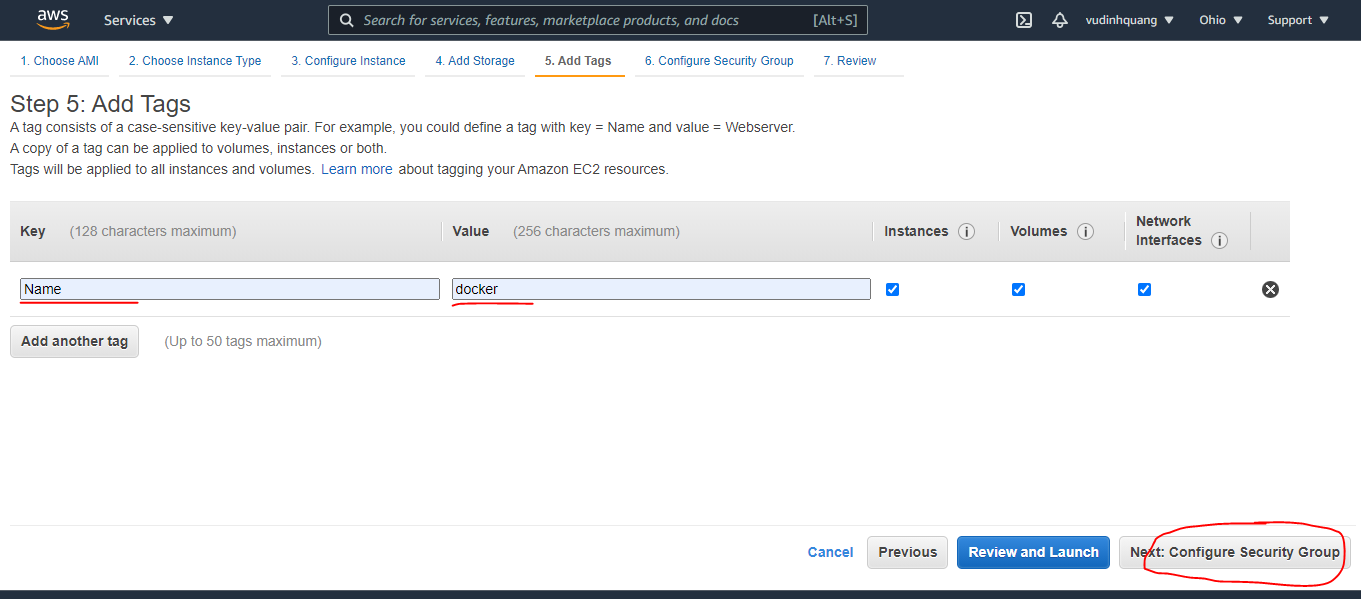 aws Services Search for services, features, marketplace products, and docs [Alt+S] vudinhquang Ohio Support
1. Choose AMI 2. Choose Instance Type 3. Configure Instance 4. Add Storage 5. Add Tags 6. Configure Security Group 7. Review
Step 5: Add Tags
A tag consists of a case-sensitive key-value pair. For example, you could define a tag with key = Name and value = Webserver.
A copy of a tag can be applied to volumes, instances or both.
Tags will be applied to all instances and volumes. Learn more about tagging your Amazon EC2 resources.
Key (128 characters maximum) Value (256 characters maximum) Instances i Volumes i Network
Interfaces i
Name docker
Add another tag (Up to 50 tags maximum)
Cancel Previous Review and Launch Next: Configure Security Group